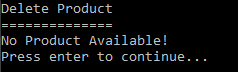 Delete Product
==============
No Product Available!
Press enter to continue...